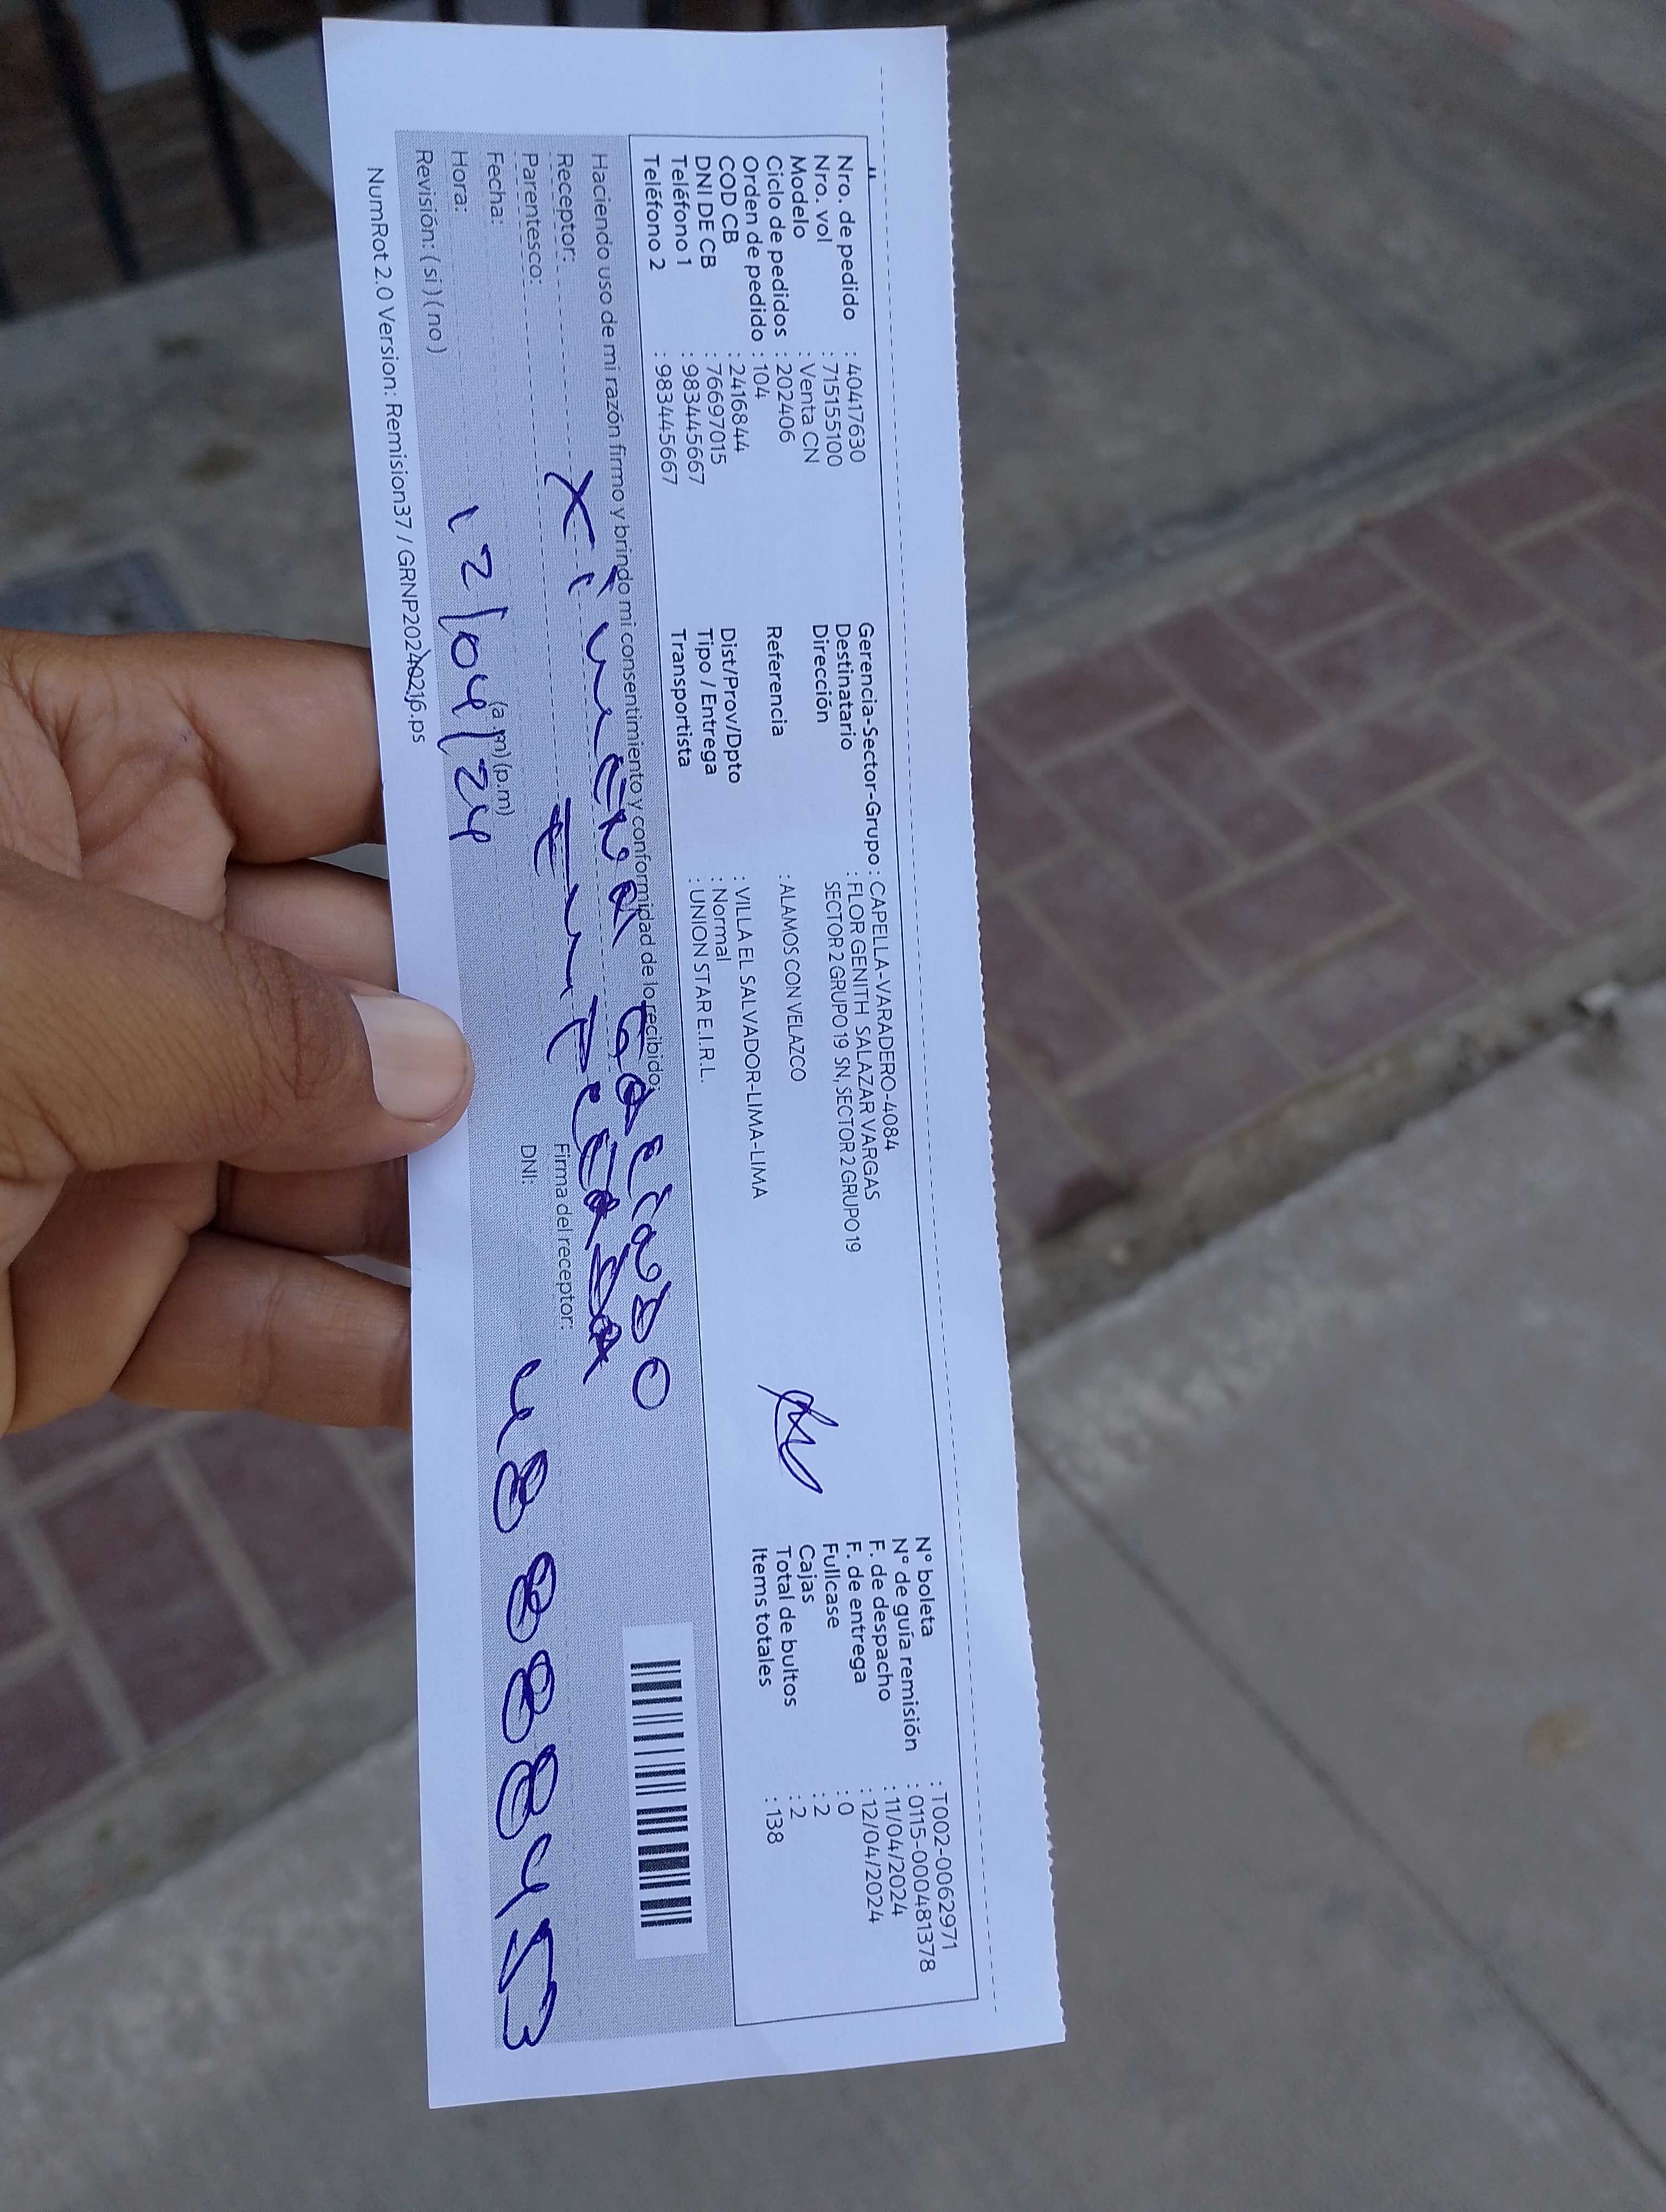 Nro. de pedido : 40417630
Nro. vol : 71515100
Modelo : Venta CN
Ciclo de pedidos : 202406
Orden de pedido : 104
COD CB : 2416844
DNI DE CB : 76697015
Teléfono 1 : 983445667
Teléfono 2 : 983445667
Gerencia-Sector-Grupo : CAPELLA-VARADERO-4084
Destinatario : FLOR GENITH SALAZAR VARGAS
Dirección SECTOR 2 GRUPO 19 SN, SECTOR 2 GRUPO 19
Referencia : ALAMOS CON VELAZCO
Dist/Prov/Dpto : VILLA EL SALVADOR-LIMA-LIMA
Tipo / Entrega : Normal
Transportista : UNION STAR E.I.R.L.
N° boleta : T002-0062971
N° de guía remisión : 0115-000481378
F. de despacho : 11/04/2024
F. de entrega : 12/04/2024
Fullcase : 0
Cajas : 2
Total de bultos : 2
Items totales : 138
Haciendo uso de mi razón firmo y brindo mi consentimiento y conformidad de lo recibido:
Receptor:
Parentesco:
Fecha:
Hora: (a.m) (p.m)
12/04/24
Revisión: ( si ) ( no )
Firma del receptor:
DNI: 48888453
NumRot 2.0 Version: Remision37 / GRNP20240216.ps